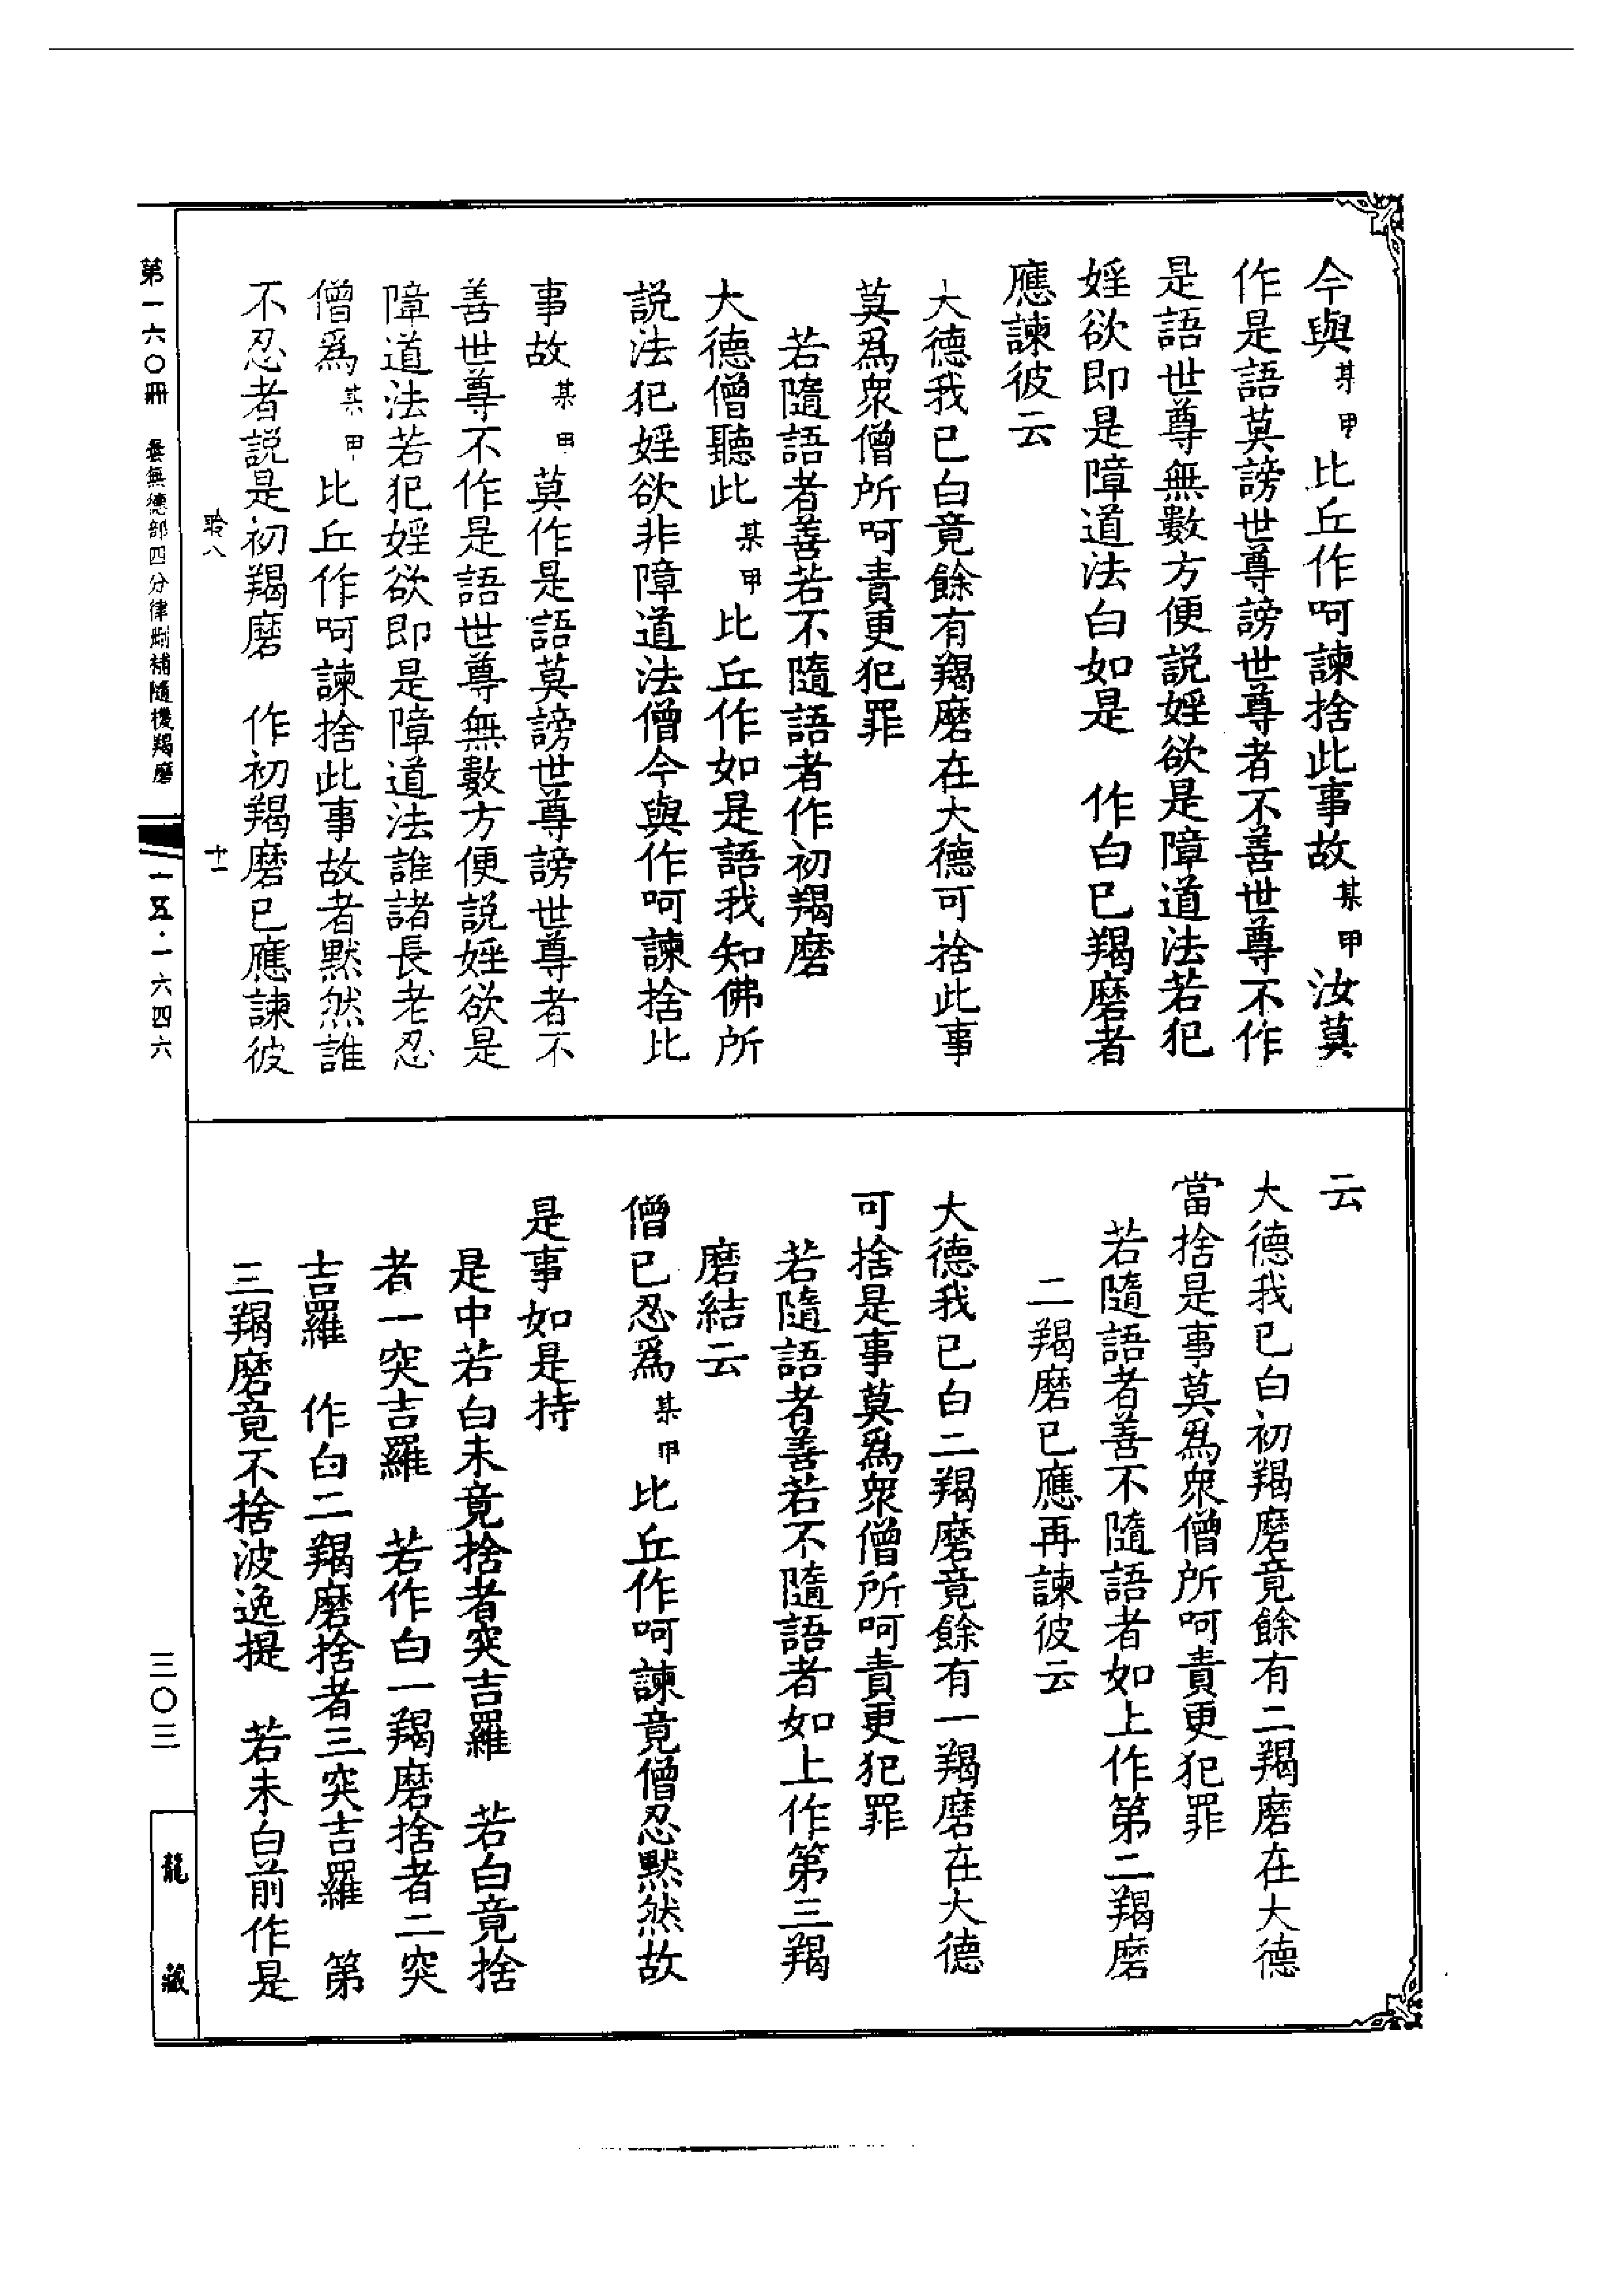 今與某甲比丘作呵諫捨此事故某甲汝莫
作是語莫謗世尊謗世尊者不善世尊不作
是語世尊無數方便説婬欲是障道法若犯
婬欲即是障道法白如是　作白已羯磨者
應諫彼云
大德我已白竟餘有羯磨在大德可捨此事
莫爲衆僧所呵責更犯罪
若隨語者善若不隨語者作初羯磨
大德僧聽此某甲比丘作如是語我知佛所
説法犯婬欲非障道法僧今與作呵諫捨比
事故某甲莫作是語莫謗世尊謗世尊者不
善世尊不作是語世尊無數方便説婬欲是
障道法若犯婬欲即是障道法誰諸長老忍
僧爲某甲比丘作呵諫捨此事故者默然誰
不忍者説是初羯磨　作初羯磨已應諫彼
聆八　十一
云
大德我已白初羯磨竟餘有二羯磨在大德
當捨是事莫爲衆僧所呵責更犯罪
若隨語者善不隨語者如上作第二羯磨
二羯磨已應再諫彼云
大德我已白二羯磨竟餘有一羯磨在大德
可捨是事莫爲衆僧所呵責更犯罪
若隨語者善若不隨語者如上作第三羯
磨結云
僧已忍爲某甲比丘作呵諫竟僧忍默然故
是事如是持
是中若白未竟捨者突吉羅　若白竟捨
者一突吉羅　若作白一羯磨捨者二突
吉羅　作白二羯磨捨者三突吉羅　第
三羯磨竟不捨波逸提　若未白前作是
第一六〇冊　曇無德部四分律刪補隨機羯磨
一五·一六四六
三〇三
龍藏